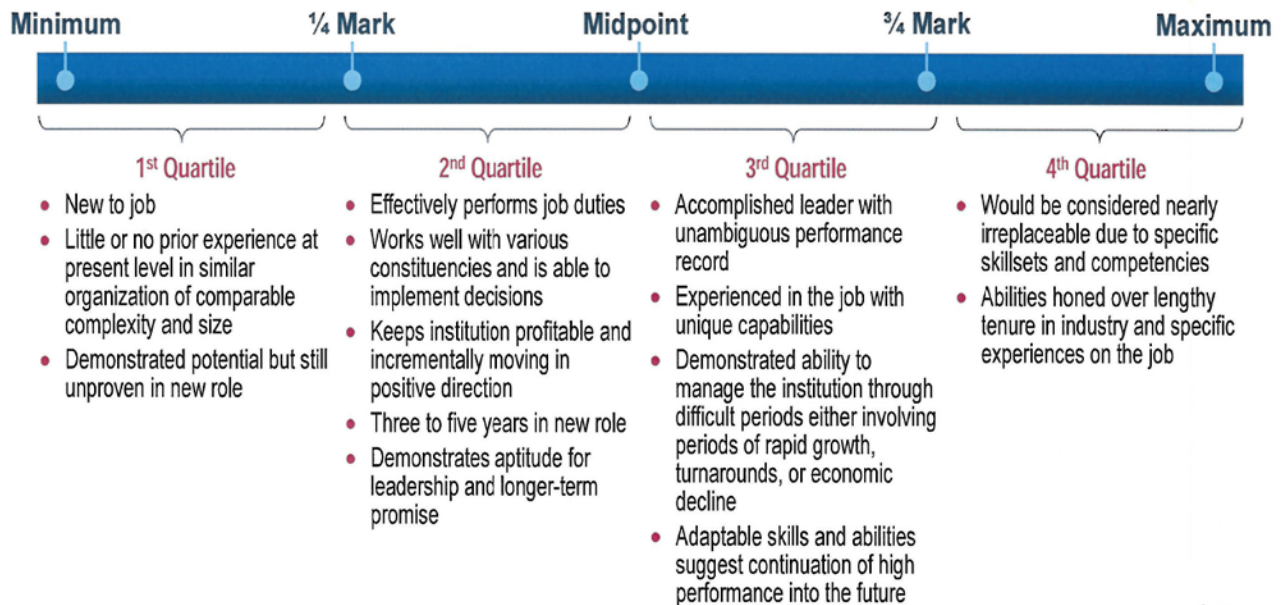 Minimum
¼ Mark
Midpoint
¾ Mark
Maximum
1st Quartile
• New to job
• Little or no prior experience at
present level in similar
organization of comparable
complexity and size
• Demonstrated potential but still
unproven in new role
2nd Quartile
• Effectively performs job duties
• Works well with various
constituencies and is able to
implement decisions
• Keeps institution profitable and
incrementally moving in
positive direction
• Three to five years in new role
• Demonstrates aptitude for
leadership and longer-term
promise
3rd Quartile
• Accomplished leader with
unambiguous performance
record
• Experienced in the job with
unique capabilities
• Demonstrated ability to
manage the institution through
difficult periods either involving
periods of rapid growth,
turnarounds, or economic
decline
• Adaptable skills and abilities
suggest continuation of high
performance into the future
4th Quartile
• Would be considered nearly
irreplaceable due to specific
skillsets and competencies
• Abilities honed over lengthy
tenure in industry and specific
experiences on the job